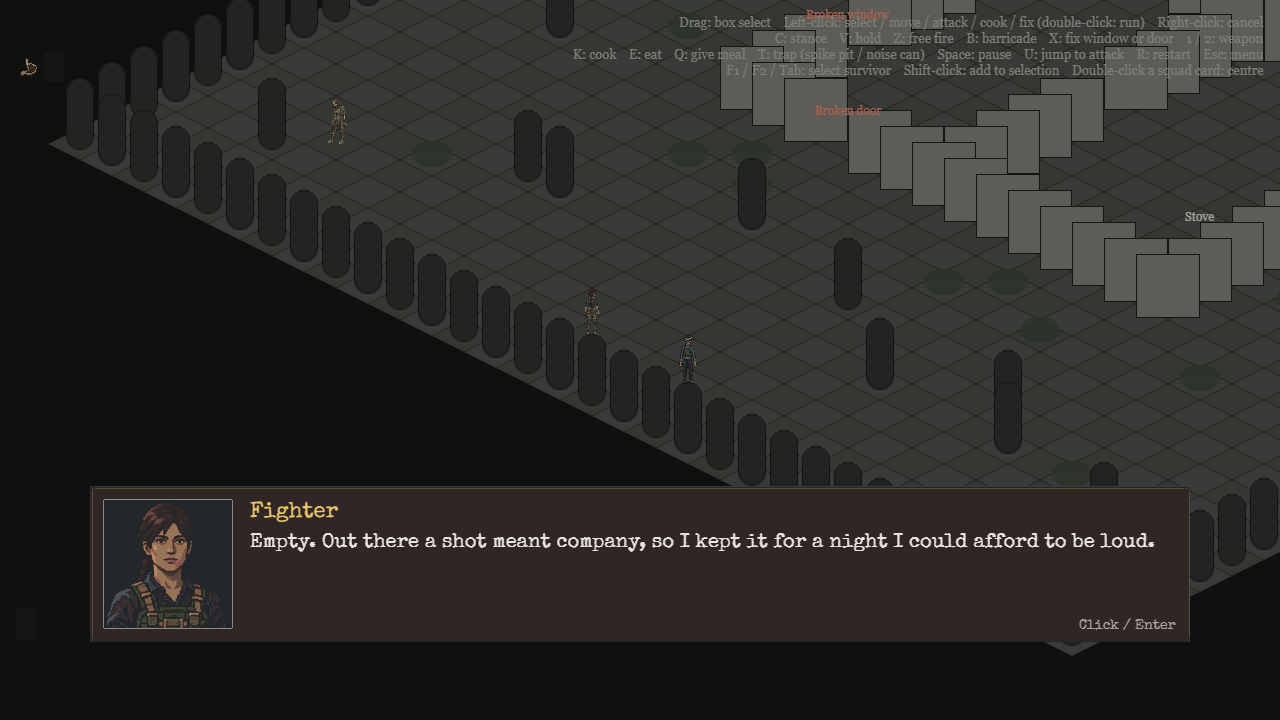 Broken window
Drag: box select Left-click: select / move / attack / cook / fix (double-click: run) Right-click: cancel
C: stance V: hold Z: free fire B: barricade X: fix window or door 1 / 2: weapon
K: cook E: eat Q: give meal T: trap (spike pit / noise can) Space: pause U: jump to attack R: restart Esc: menu
F1 / F2 / Tab: select survivor Shift-click: add to selection Double-click a squad card: centre
Broken door
Stove
Fighter
Empty. Out there a shot meant company, so I kept it for a night I could afford to be loud.
Click / Enter